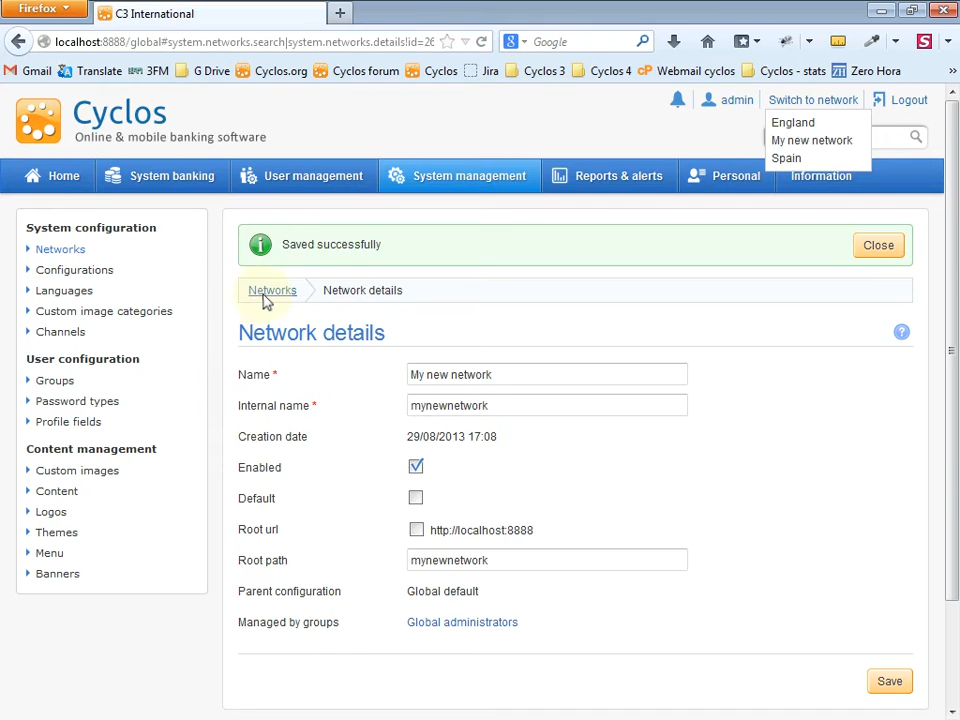 Firefox
C3 International
localhost:8888/global#system.networks.search|system.networks.details!id=26
Google
Gmail Translate 3FM G Drive Cyclos.org Cyclos forum Cyclos Jira Cyclos 3 Cyclos 4 Webmail cyclos Cyclos - stats Zero Hora »
Cyclos
Online & mobile banking software
admin
Switch to network
Logout
England
My new network
Spain
Home
System banking
User management
System management
Reports & alerts
Personal
Information
System configuration
Networks
Configurations
Languages
Custom image categories
Channels
User configuration
Groups
Password types
Profile fields
Content management
Custom images
Content
Logos
Themes
Menu
Banners
Saved successfully
Close
Networks
Network details
Network details
?
Name * My new network
Internal name * mynewnetwork
Creation date 29/08/2013 17:08
Enabled
Default
Root url http://localhost:8888
Root path mynewnetwork
Parent configuration Global default
Managed by groups Global administrators
Save